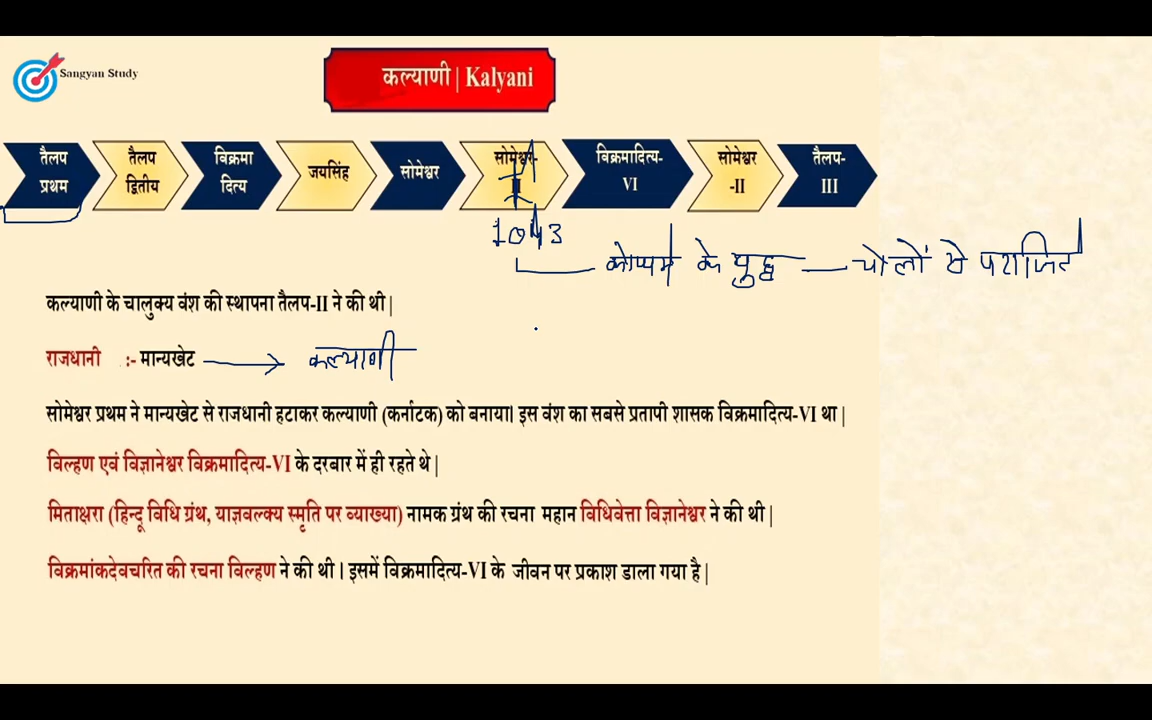 Sangyan Study
कल्याणी | Kalyani
तैलप प्रथम
तैलप द्वितीय
विक्रमा दित्य
जयसिंह
सोमेश्वर
सोमेश्वर-
विक्रमादित्य-VI
सोमेश्वर-II
तैलप-III
1043
कोप्पम के युद्ध — चोलों से पराजित
कल्याणी के चालुक्य वंश की स्थापना तैलप-II ने की थी |
राजधानी :- मान्यखेट → कल्याणी
सोमेश्वर प्रथम ने मान्यखेट से राजधानी हटाकर कल्याणी (कर्नाटक) को बनाया। इस वंश का सबसे प्रतापी शासक विक्रमादित्य-VI था |
विल्हण एवं विज्ञानेश्वर विक्रमादित्य-VI के दरबार में ही रहते थे |
मिताक्षरा (हिन्दू विधि ग्रंथ, याज्ञवल्क्य स्मृति पर व्याख्या) नामक ग्रंथ की रचना महान विधिवेत्ता विज्ञानेश्वर ने की थी |
विक्रमांकदेवचरित की रचना विल्हण ने की थी । इसमें विक्रमादित्य-VI के जीवन पर प्रकाश डाला गया है |